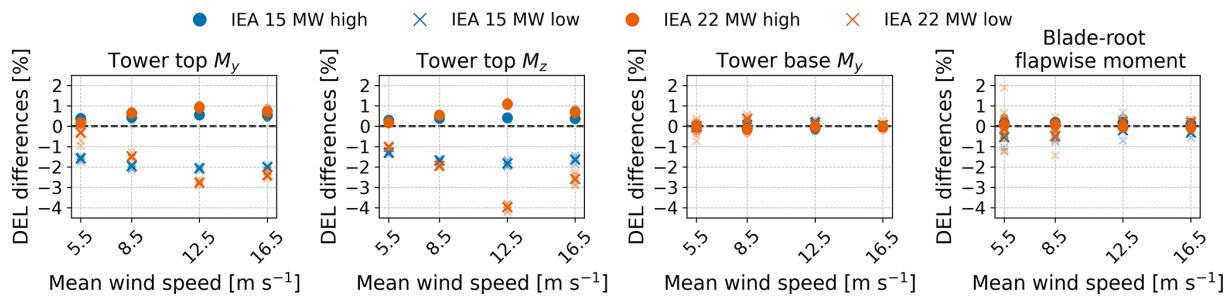 IEA 15 MW high IEA 15 MW low IEA 22 MW high IEA 22 MW low
Tower top M_y
DEL differences [%]
2
1
0
−1
−2
−3
−4
5.5 8.5 12.5 16.5
Mean wind speed [m s⁻¹]
Tower top M_z
DEL differences [%]
2
1
0
−1
−2
−3
−4
5.5 8.5 12.5 16.5
Mean wind speed [m s⁻¹]
Tower base M_y
DEL differences [%]
2
1
0
−1
−2
−3
−4
5.5 8.5 12.5 16.5
Mean wind speed [m s⁻¹]
Blade-root
flapwise moment
DEL differences [%]
2
1
0
−1
−2
−3
−4
5.5 8.5 12.5 16.5
Mean wind speed [m s⁻¹]